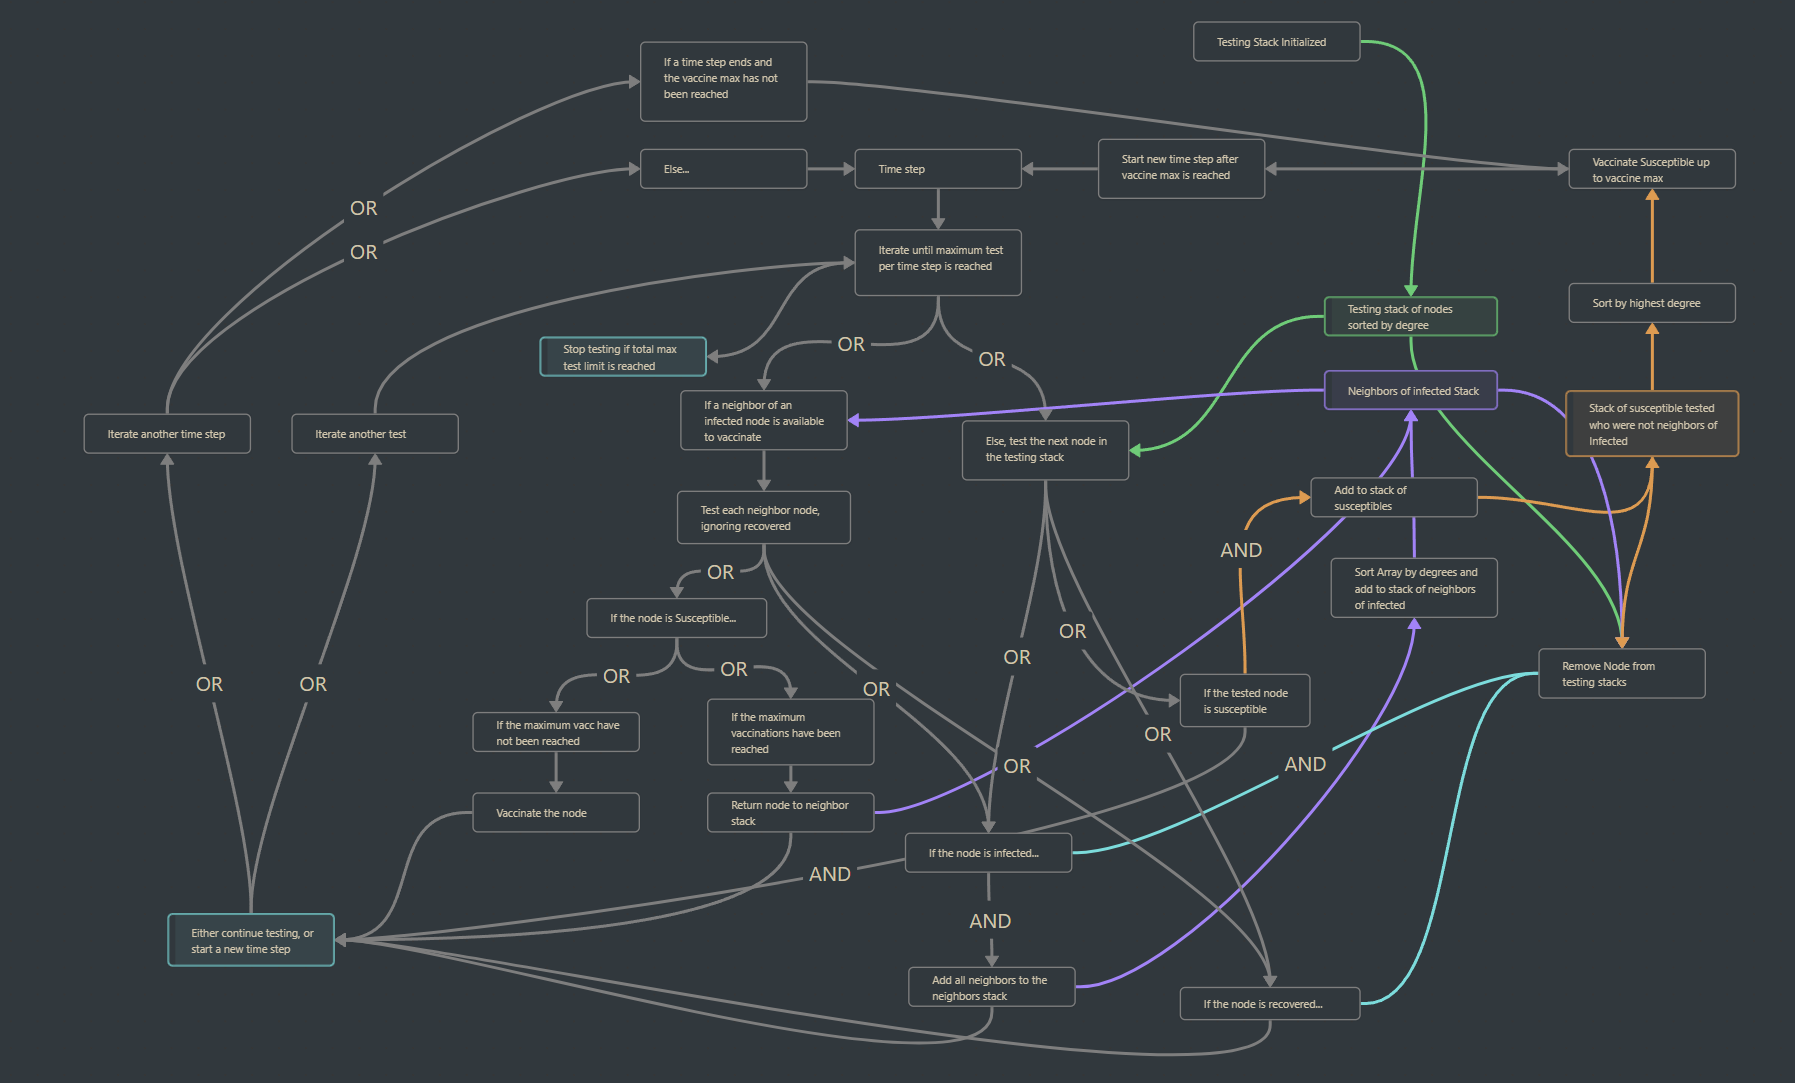 Testing Stack Initialized
If a time step ends and
the vaccine max has not
been reached
Else...
Time step
Start new time step after
vaccine max is reached
Vaccinate Susceptible up
to vaccine max
OR
OR
Iterate until maximum test
per time step is reached
Testing stack of nodes
sorted by degree
Sort by highest degree
Stop testing if total max
test limit is reached
OR
OR
Neighbors of infected Stack
Iterate another time step
Iterate another test
If a neighbor of an
infected node is available
to vaccinate
Else, test the next node in
the testing stack
Stack of susceptible tested
who were not neighbors of
Infected
Add to stack of
susceptibles
Test each neighbor node,
ignoring recovered
AND
Sort Array by degrees and
add to stack of neighbors
of infected
OR
If the node is Susceptible...
OR
OR
Remove Node from
testing stacks
OR
OR
OR
OR
OR
If the tested node
is susceptible
If the maximum vacc have
not been reached
If the maximum
vaccinations have been
reached
OR
OR
AND
Vaccinate the node
Return node to neighbor
stack
If the node is infected...
AND
AND
Either continue testing, or
start a new time step
Add all neighbors to the
neighbors stack
If the node is recovered...